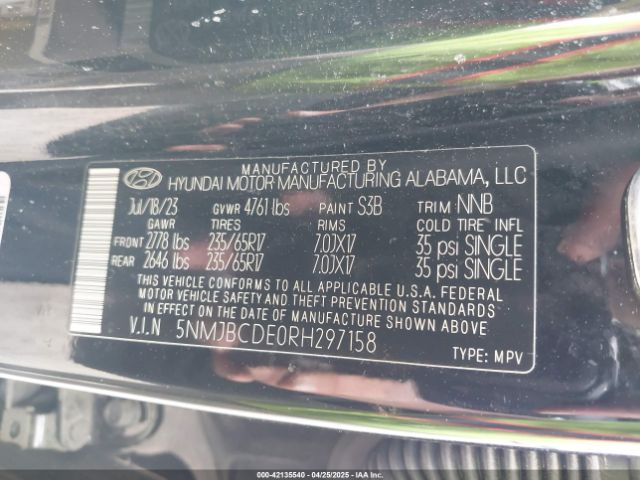 MANUFACTURED BY
HYUNDAI MOTOR MANUFACTURING ALABAMA, LLC
Jul/18/23 GVWR 4761 lbs PAINT S3B TRIM NNB
GAWR TIRES RIMS COLD TIRE INFL
FRONT 2778 lbs 235/65R17 7.0JX17 35 psi SINGLE
REAR 2646 lbs 235/65R17 7.0JX17 35 psi SINGLE
THIS VEHICLE CONFORMS TO ALL APPLICABLE U.S.A. FEDERAL
MOTOR VEHICLE SAFETY AND THEFT PREVENTION STANDARDS
IN EFFECT ON THE DATE OF MANUFACTURE SHOWN ABOVE.
V.I.N 5NMJBCDE0RH297158
TYPE: MPV
000-42135540 - 04/25/2025 - IAAI.COM